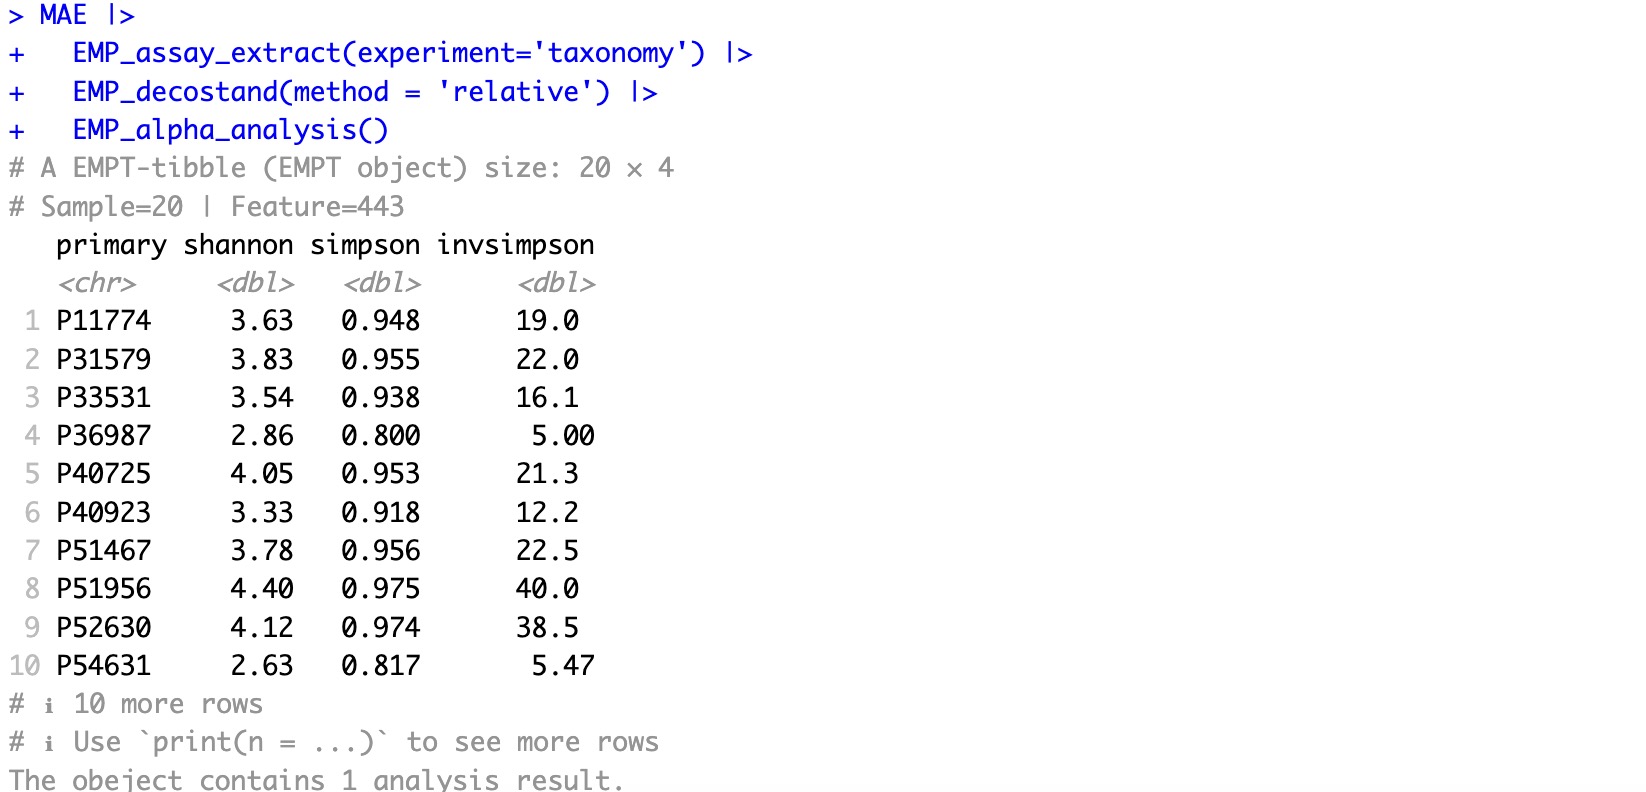 > MAE |>
+   EMP_assay_extract(experiment='taxonomy') |>
+   EMP_decostand(method = 'relative') |>
+   EMP_alpha_analysis()
# A EMPT-tibble (EMPT object) size: 20 × 4
# Sample=20 | Feature=443
   primary shannon simpson invsimpson
   <chr>     <dbl>   <dbl>      <dbl>
 1 P11774     3.63   0.948      19.0
 2 P31579     3.83   0.955      22.0
 3 P33531     3.54   0.938      16.1
 4 P36987     2.86   0.800       5.00
 5 P40725     4.05   0.953      21.3
 6 P40923     3.33   0.918      12.2
 7 P51467     3.78   0.956      22.5
 8 P51956     4.40   0.975      40.0
 9 P52630     4.12   0.974      38.5
10 P54631     2.63   0.817       5.47
# ℹ 10 more rows
# ℹ Use `print(n = ...)` to see more rows
The obeject contains 1 analysis result.